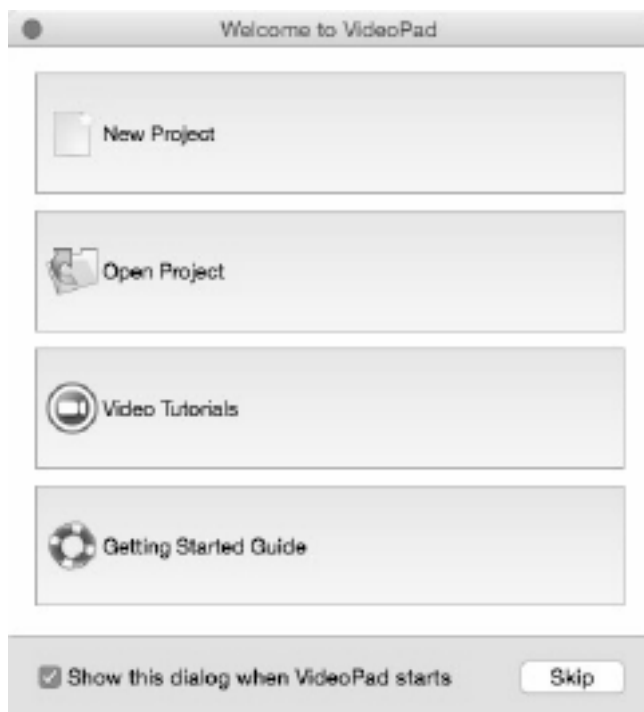 Welcome to VideoPad
New Project
Open Project
Video Tutorials
Getting Started Guide
Show this dialog when VideoPad starts
Skip